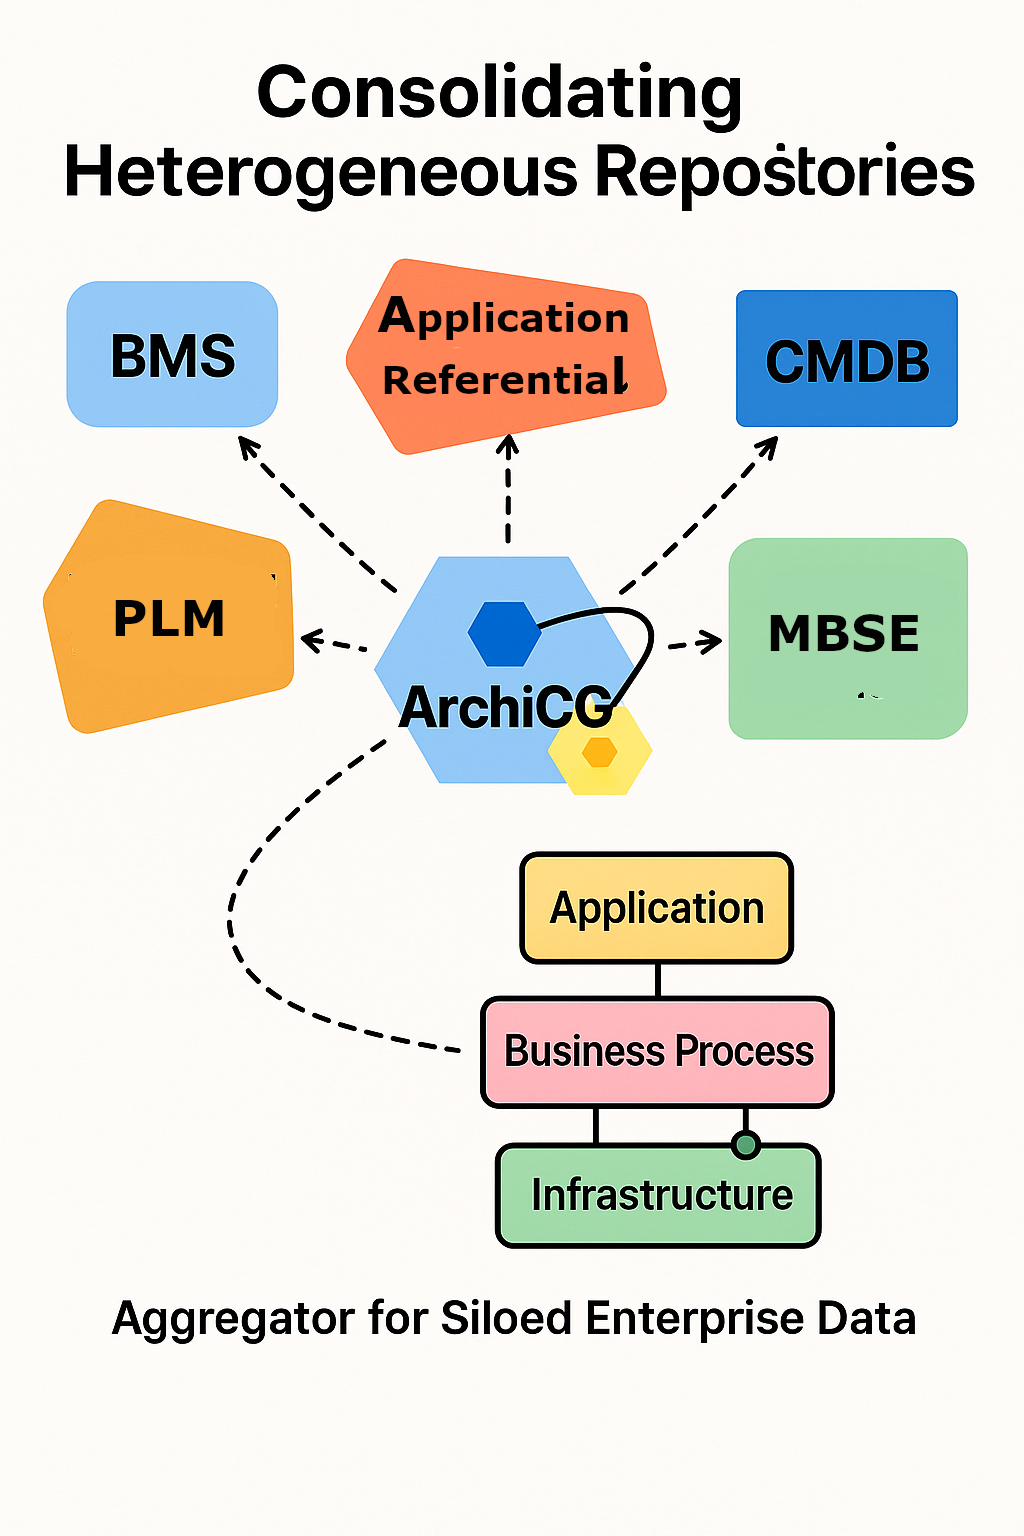 Consolidating
Heterogeneous Repostories
BMS
Application
Referential
CMDB
PLM
MBSE
ArchiCG
Application
Business Process
Infrastructure
Aggregator for Siloed Enterprise Data